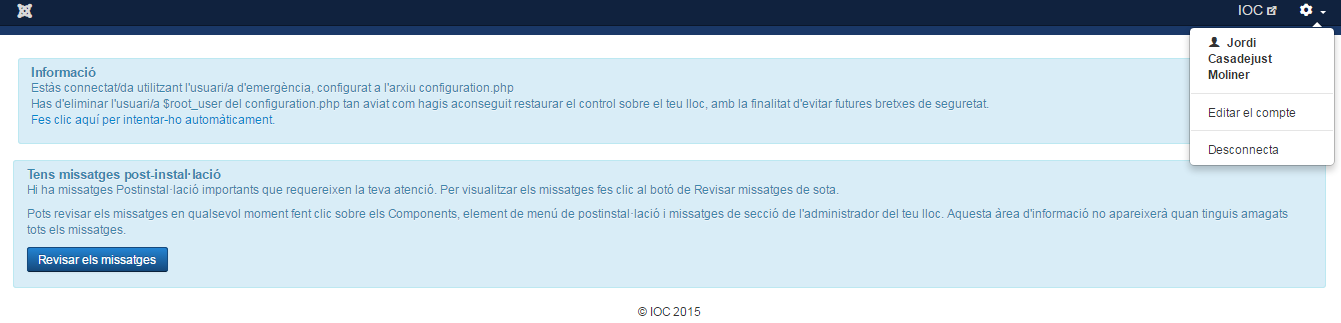 IOC
Jordi
Casadejust
Moliner
Editar el compte
Desconnecta
Informació
Estàs connectat/da utilitzant l'usuari/a d'emergència, configurat a l'arxiu configuration.php
Has d'eliminar l'usuari/a $root_user del configuration.php tan aviat com hagis aconseguit restaurar el control sobre el teu lloc, amb la finalitat d'evitar futures bretxes de seguretat.
Fes clic aquí per intentar-ho automàticament.
Tens missatges post-instal·lació
Hi ha missatges Postinstal·lació importants que requereixen la teva atenció. Per visualitzar els missatges fes clic al botó de Revisar missatges de sota.
Pots revisar els missatges en qualsevol moment fent clic sobre els Components, element de menú de postinstal·lació i missatges de secció de l'administrador del teu lloc. Aquesta àrea d'informació no apareixerà quan tinguis amagats
tots els missatges.
Revisar els missatges
© IOC 2015